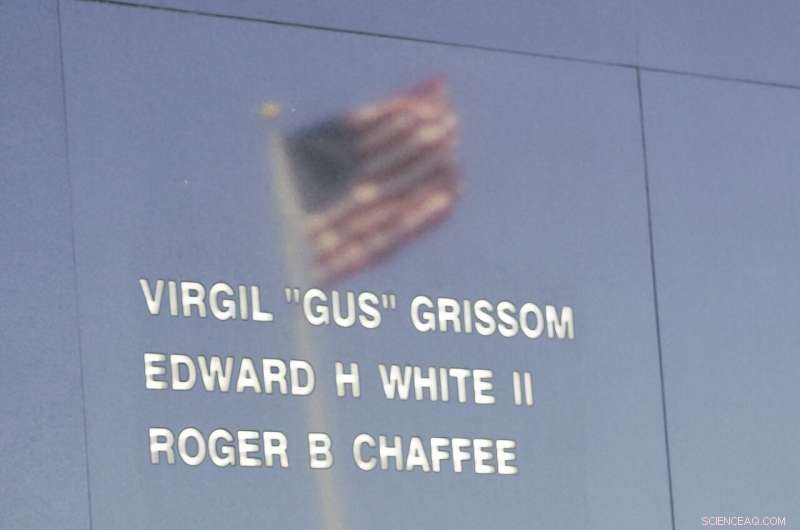 VIRGIL "GUS" GRISSOM
EDWARD H WHITE II
ROGER B CHAFFEE
SCIENCEAQ.COM